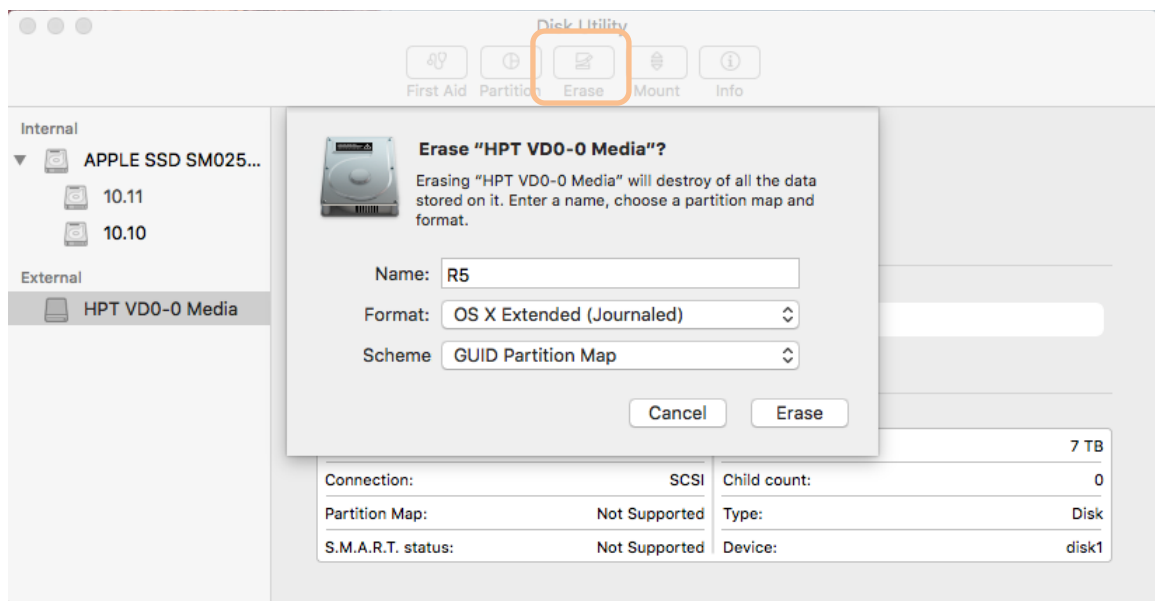 Disk Utility
First Aid Partition Erase Mount Info
Internal
APPLE SSD SM025...
10.11
10.10
External
HPT VD0-0 Media
Erase “HPT VD0-0 Media”?
Erasing “HPT VD0-0 Media” will destroy of all the data
stored on it. Enter a name, choose a partition map and
format.
Name: R5
Format: OS X Extended (Journaled)
Scheme GUID Partition Map
Cancel Erase
7 TB
Connection: SCSI Child count: 0
Partition Map: Not Supported Type: Disk
S.M.A.R.T. status: Not Supported Device: disk1